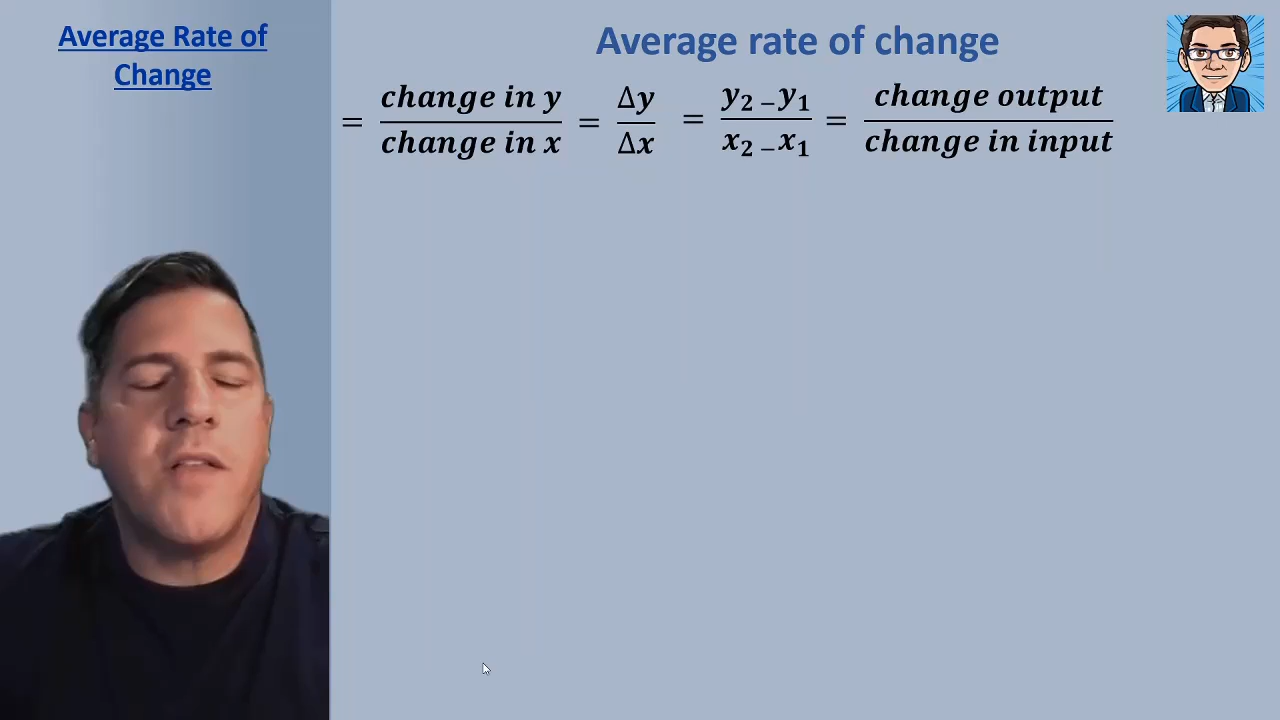 Average Rate of
Change
Average rate of change
= change in y / change in x = Δy / Δx = y₂ − y₁ / x₂ − x₁ = change output / change in input